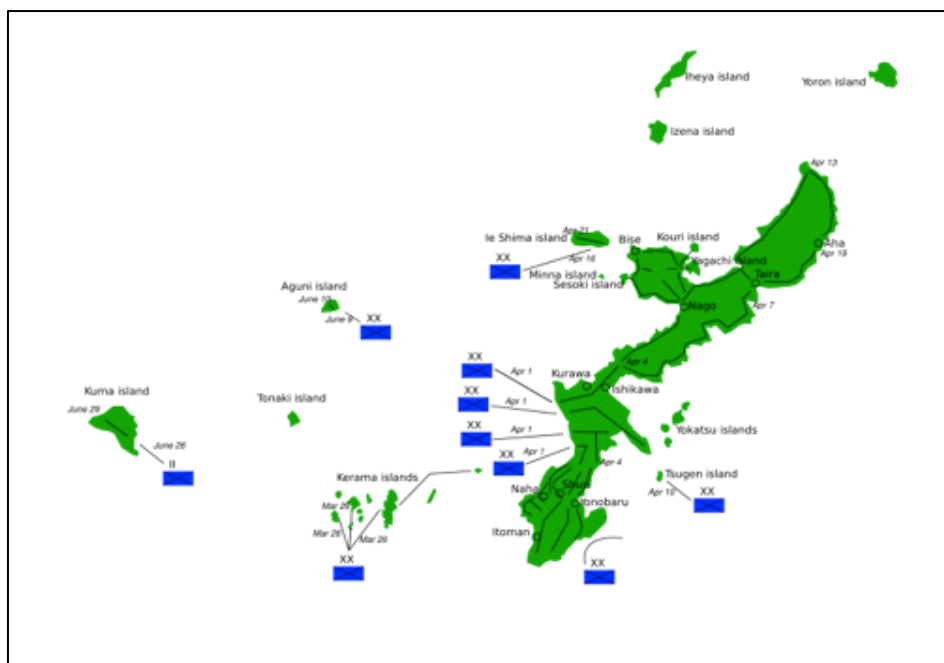 Iheya island
Yoron island
Izena island
Apr 13
Ie Shima island
Apr 21
Bise
Kouri island
Aha
XX
Apr 16
Yagachi island
Apr 19
Minna island
Sesoki island
Taira
Aguni island
June 10
June 9
XX
Nago
Apr 7
XX
Apr 1
Kurawa
Apr 4
Ishikawa
Kuma island
June 29
Tonaki island
XX
Apr 1
XX
Apr 1
Yokatsu islands
June 26
II
XX
Apr 1
Apr 4
Kerama islands
Tsugen island
Apr 10
XX
Naha
Shuri
Yonobaru
Mar 26
Mar 26
Mar 26
Itoman
XX
XX